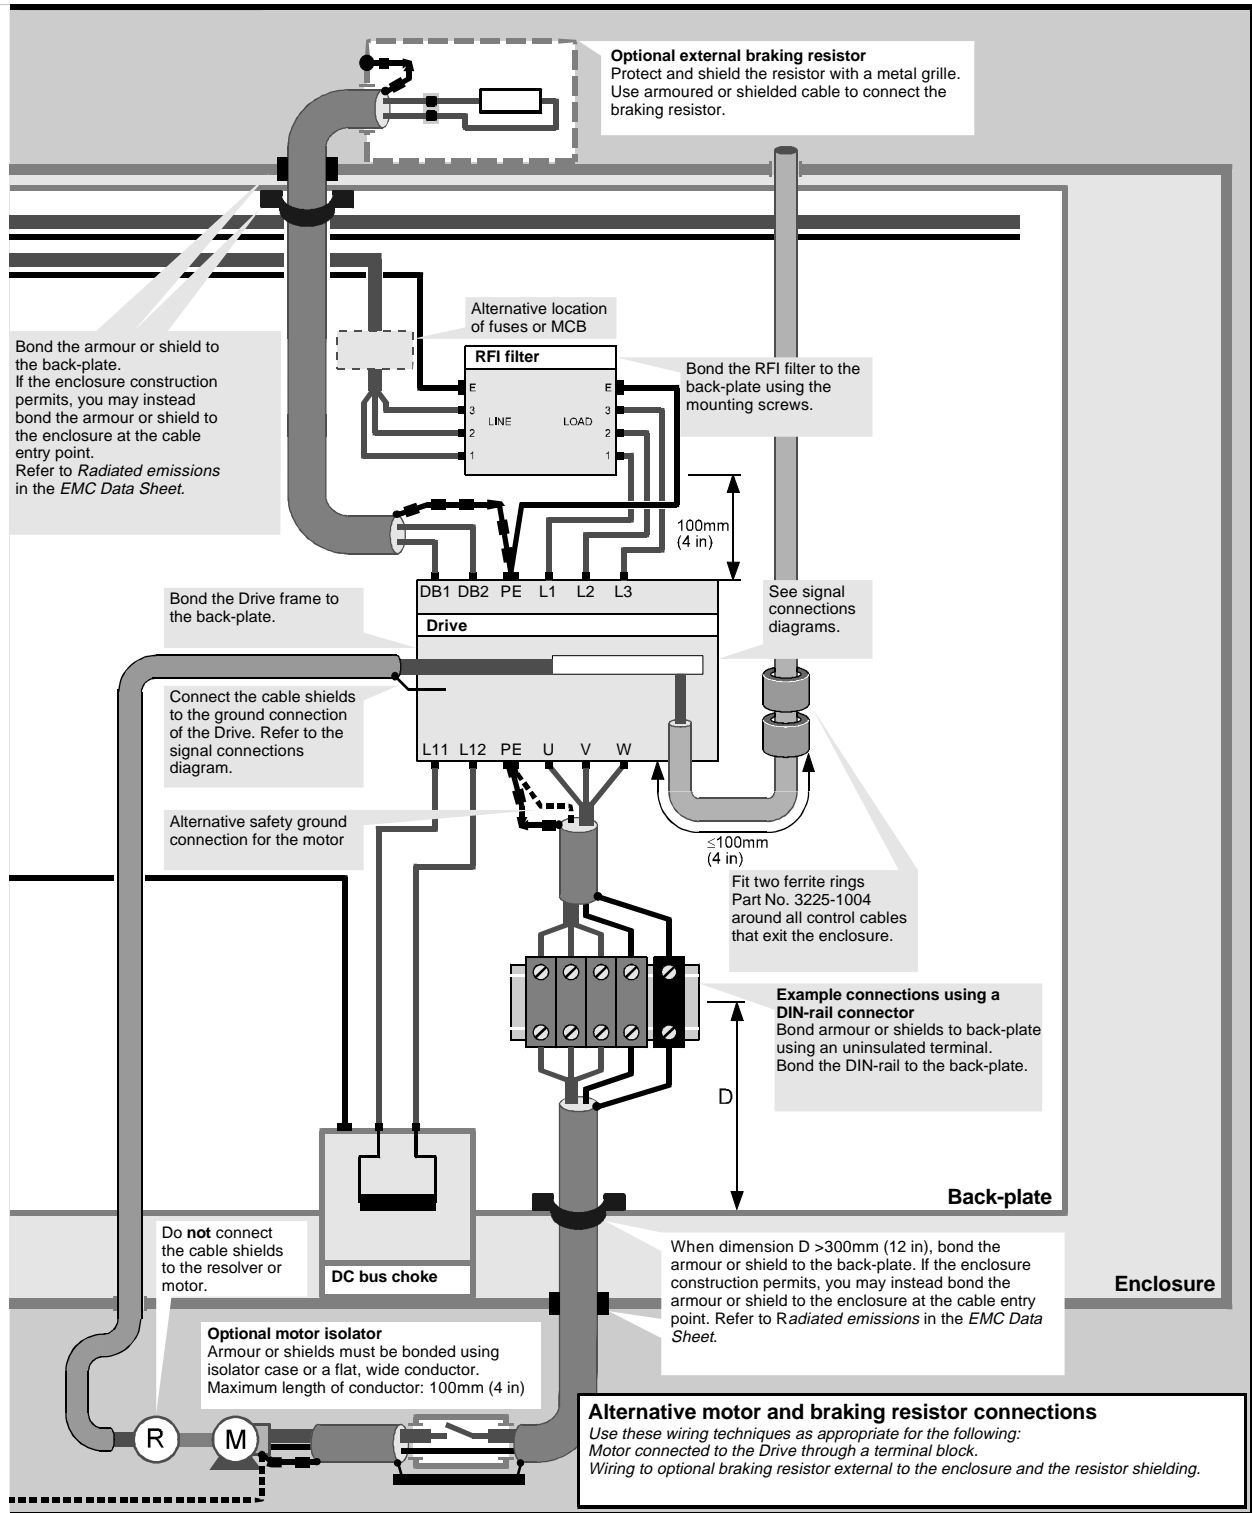 Optional external braking resistor
Protect and shield the resistor with a metal grille.
Use armoured or shielded cable to connect the
braking resistor.
Bond the armour or shield to
the back-plate.
If the enclosure construction
permits, you may instead
bond the armour or shield to
the enclosure at the cable
entry point.
Refer to Radiated emissions
in the EMC Data Sheet.
Alternative location
of fuses or MCB
RFI filter
E
3
2
1
LINE
LOAD
E
3
2
1
Bond the RFI filter to the
back-plate using the
mounting screws.
100mm
(4 in)
DB1 DB2 PE L1 L2 L3
Drive
Bond the Drive frame to
the back-plate.
See signal
connections
diagrams.
Connect the cable shields
to the ground connection
of the Drive. Refer to the
signal connections
diagram.
L11 L12 PE U V W
Alternative safety ground
connection for the motor
≤100mm
(4 in)
Fit two ferrite rings
Part No. 3225-1004
around all control cables
that exit the enclosure.
Example connections using a
DIN-rail connector
Bond armour or shields to back-plate
using an uninsulated terminal.
Bond the DIN-rail to the back-plate.
D
Back-plate
Do not connect
the cable shields
to the resolver or
motor.
DC bus choke
When dimension D >300mm (12 in), bond the
armour or shield to the back-plate. If the enclosure
construction permits, you may instead bond the
armour or shield to the enclosure at the cable entry
point. Refer to Radiated emissions in the EMC Data
Sheet.
Enclosure
Optional motor isolator
Armour or shields must be bonded using
isolator case or a flat, wide conductor.
Maximum length of conductor: 100mm (4 in)
R
M
Alternative motor and braking resistor connections
Use these wiring techniques as appropriate for the following:
Motor connected to the Drive through a terminal block.
Wiring to optional braking resistor external to the enclosure and the resistor shielding.